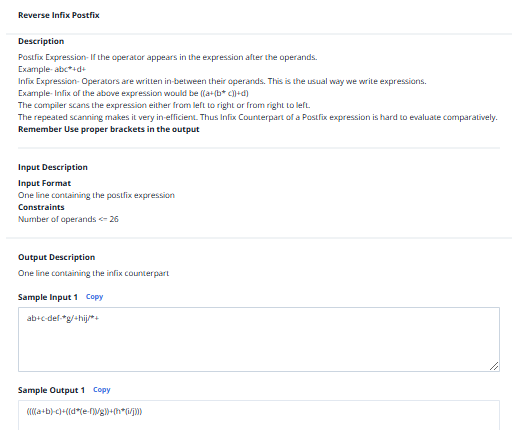 Reverse Infix Postfix
Description
Postfix Expression- If the operator appears in the expression after the operands.
Example- abc*+d+
Infix Expression- Operators are written in-between their operands. This is the usual way we write expressions.
Example- Infix of the above expression would be ((a+(b* c))+d)
The compiler scans the expression either from left to right or from right to left.
The repeated scanning makes it very in-efficient. Thus Infix Counterpart of a Postfix expression is hard to evaluate comparatively.
Remember Use proper brackets in the output
Input Description
Input Format
One line containing the postfix expression
Constraints
Number of operands <= 26
Output Description
One line containing the infix counterpart
Sample Input 1 Copy
ab+c-def-*g/+hij/*+
Sample Output 1 Copy
((((a+b)-c)+((d*(e-f))/g))+(h*(i/j)))